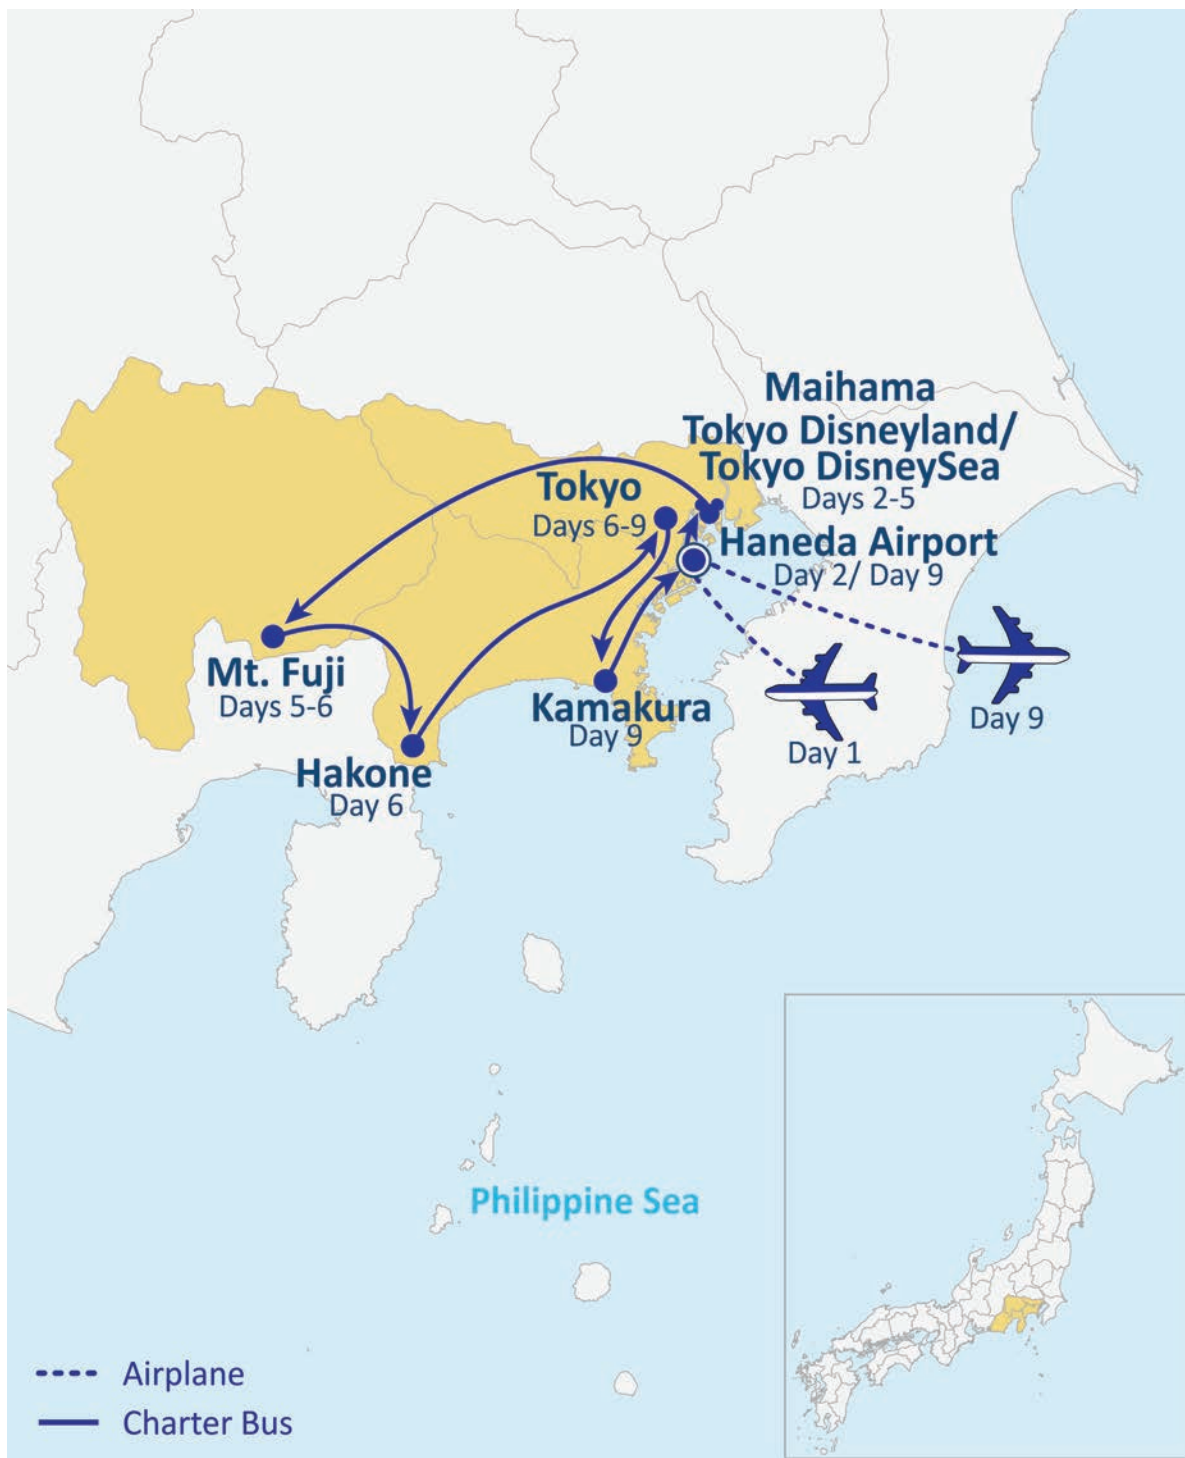 Maihama
Tokyo Disneyland/
Tokyo DisneySea
Days 2-5
Tokyo
Days 6-9
Haneda Airport
Day 2/ Day 9
Mt. Fuji
Days 5-6
Kamakura
Day 9
Day 9
Day 1
Hakone
Day 6
Philippine Sea
Airplane
Charter Bus